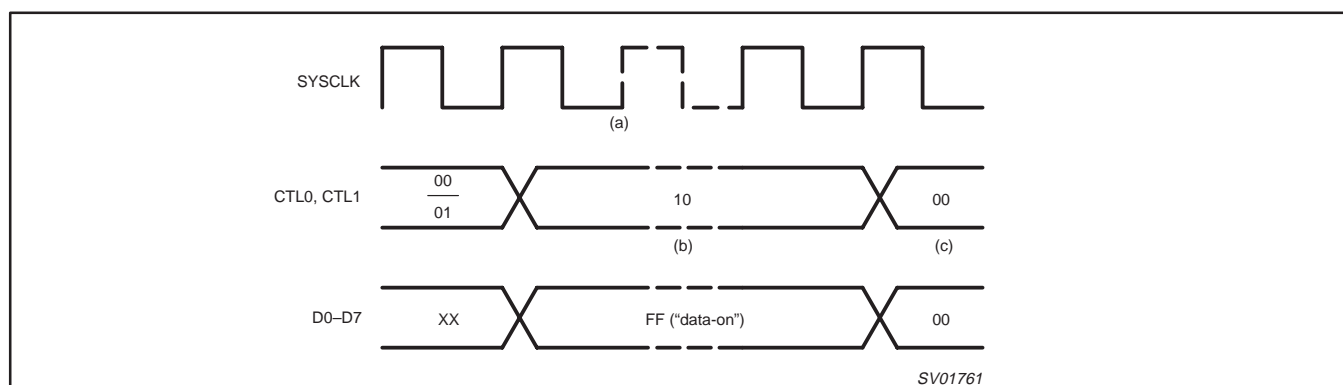 SYSCLK
(a)
CTL0, CTL1
00
01
10
00
(b)
(c)
D0–D7
XX
FF (“data-on”)
00
SV01761